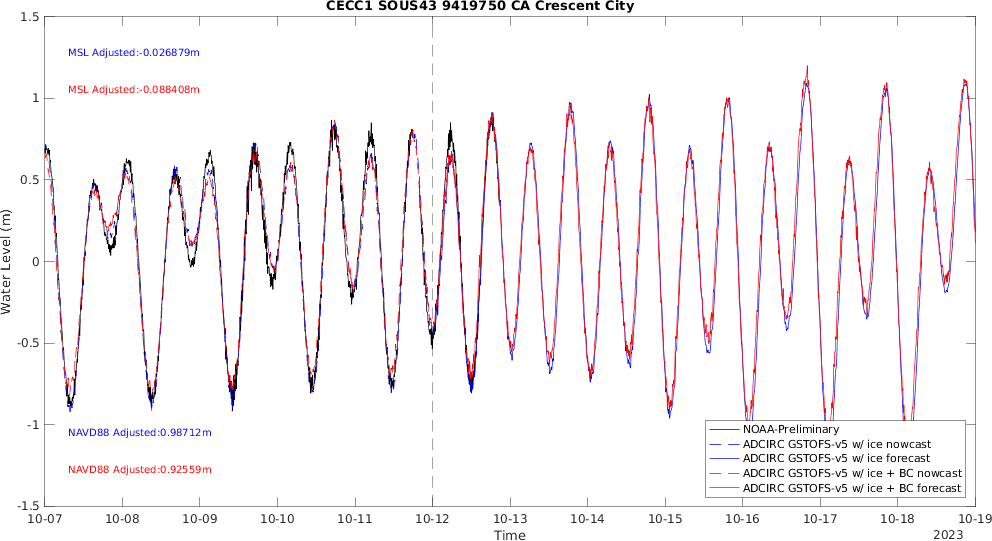 CECC1 SOUS43 9419750 CA Crescent City
1.5
1
0.5
0
-0.5
-1
-1.5
Water Level (m)
MSL Adjusted:-0.026879m
MSL Adjusted:-0.088408m
NAVD88 Adjusted:0.98712m
NAVD88 Adjusted:0.92559m
NOAA-Preliminary
ADCIRC GSTOFS-v5 w/ ice nowcast
ADCIRC GSTOFS-v5 w/ ice forecast
ADCIRC GSTOFS-v5 w/ ice + BC nowcast
ADCIRC GSTOFS-v5 w/ ice + BC forecast
10-07 10-08 10-09 10-10 10-11 10-12 10-13 10-14 10-15 10-16 10-17 10-18 10-19
Time
2023